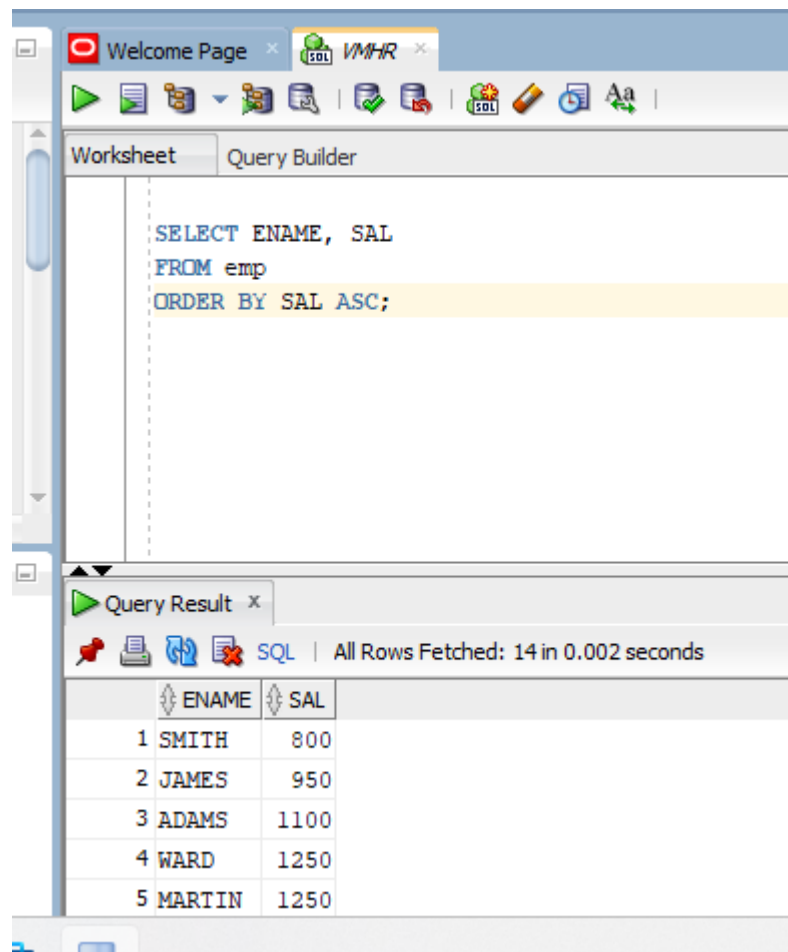 Welcome Page VMHR
Worksheet Query Builder
SELECT ENAME, SAL
FROM emp
ORDER BY SAL ASC;
Query Result x
SQL | All Rows Fetched: 14 in 0.002 seconds
ENAME SAL
1 SMITH 800
2 JAMES 950
3 ADAMS 1100
4 WARD 1250
5 MARTIN 1250